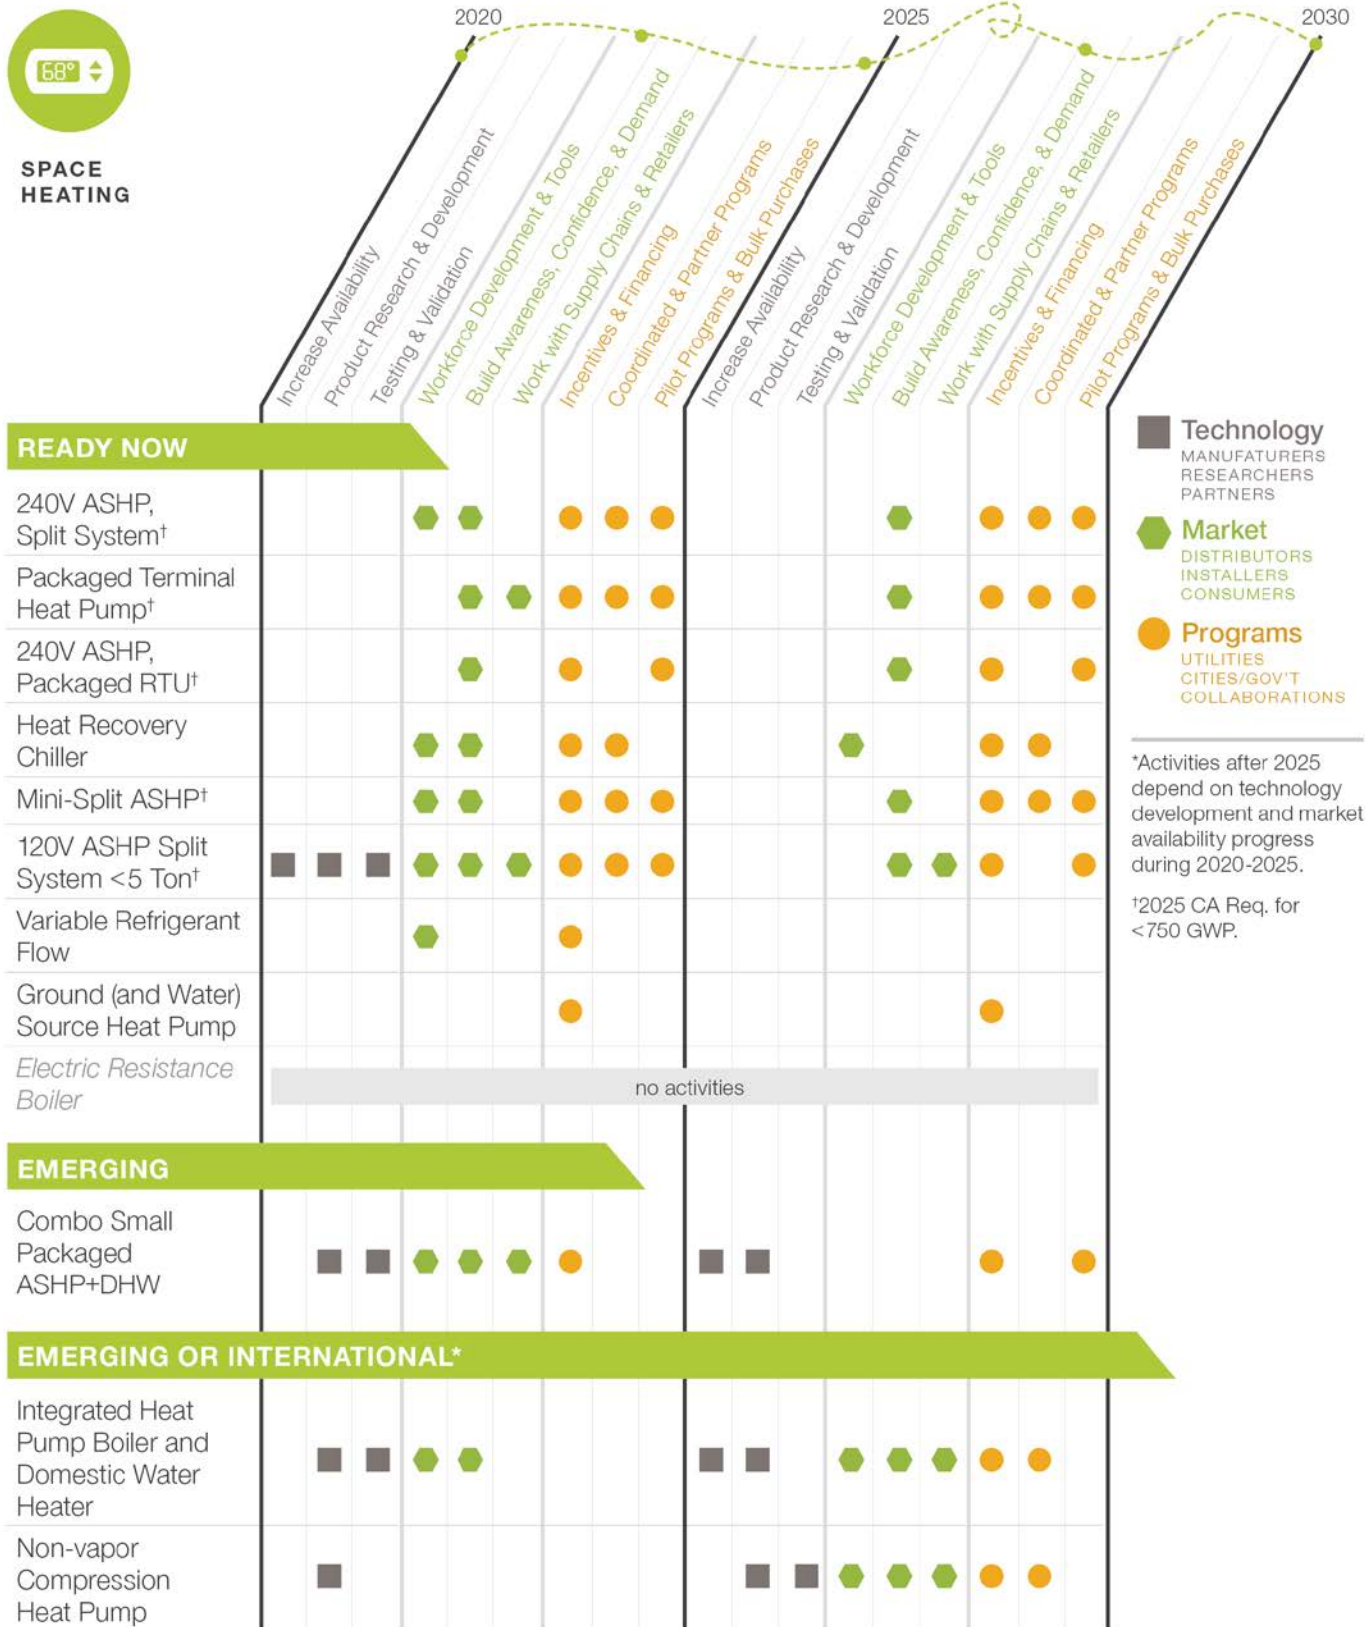 2020
2025
2030
68°
SPACE
HEATING
Increase Availability
Product Research & Development
Testing & Validation
Workforce Development & Tools
Build Awareness, Confidence, & Demand
Work with Supply Chains & Retailers
Incentives & Financing
Coordinated & Partner Programs
Pilot Programs & Bulk Purchases
Increase Availability
Product Research & Development
Testing & Validation
Workforce Development & Tools
Build Awareness, Confidence, & Demand
Work with Supply Chains & Retailers
Incentives & Financing
Coordinated & Partner Programs
Pilot Programs & Bulk Purchases
READY NOW
240V ASHP,
Split System†
Packaged Terminal
Heat Pump†
240V ASHP,
Packaged RTU†
Heat Recovery
Chiller
Mini-Split ASHP†
120V ASHP Split
System <5 Ton†
Variable Refrigerant
Flow
Ground (and Water)
Source Heat Pump
Electric Resistance
Boiler
no activities
EMERGING
Combo Small
Packaged
ASHP+DHW
EMERGING OR INTERNATIONAL*
Integrated Heat
Pump Boiler and
Domestic Water
Heater
Non-vapor
Compression
Heat Pump
Technology
MANUFATURERS
RESEARCHERS
PARTNERS
Market
DISTRIBUTORS
INSTALLERS
CONSUMERS
Programs
UTILITIES
CITIES/GOV'T
COLLABORATIONS
*Activities after 2025
depend on technology
development and market
availability progress
during 2020-2025.
†2025 CA Req. for
<750 GWP.